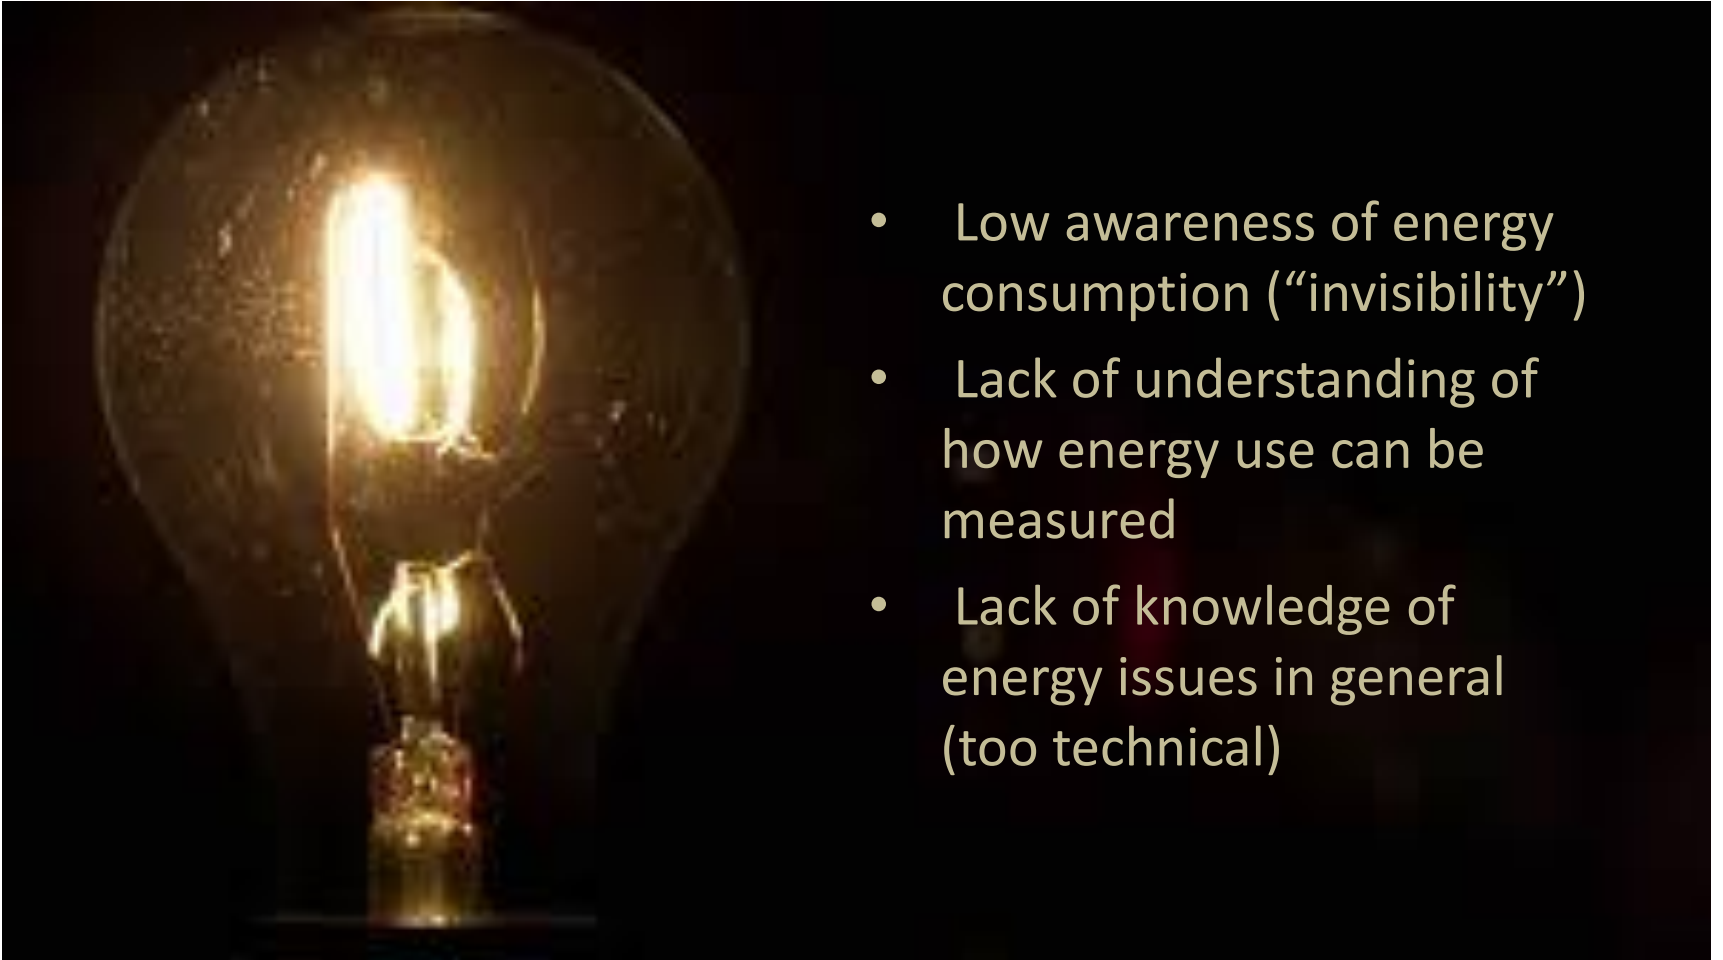 • Low awareness of energy
consumption (“invisibility”)
• Lack of understanding of
how energy use can be
measured
• Lack of knowledge of
energy issues in general
(too technical)